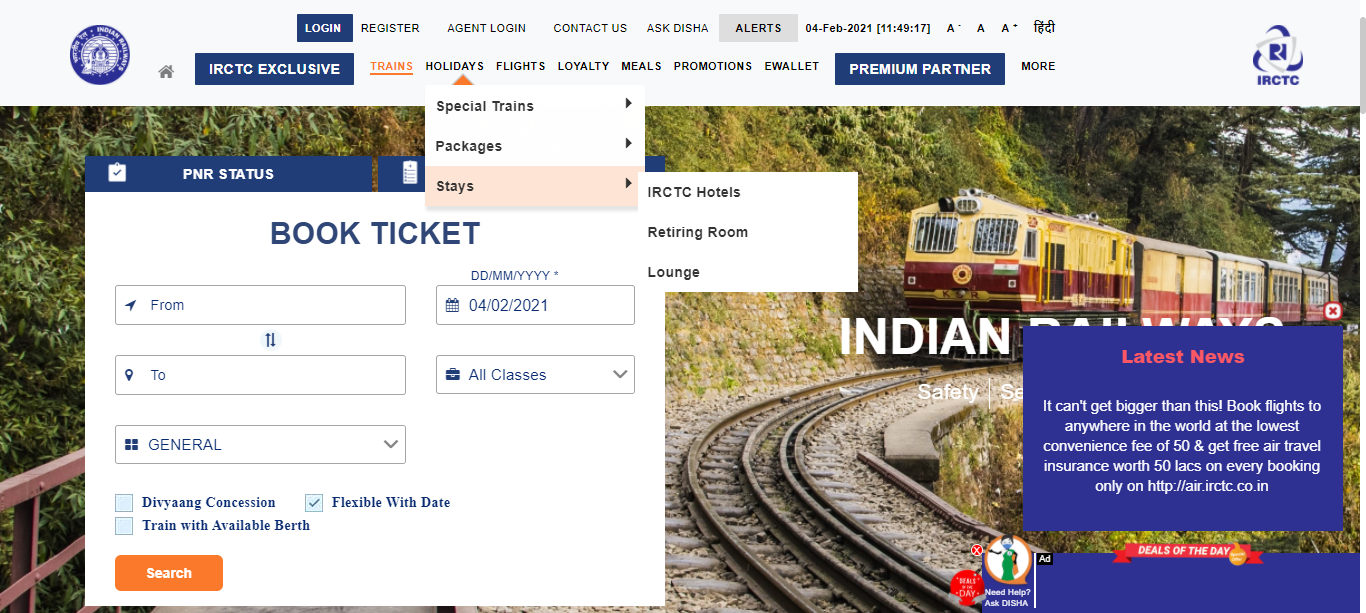 LOGIN REGISTER AGENT LOGIN CONTACT US ASK DISHA ALERTS 04-Feb-2021 [11:49:17] A- A A+ हिंदी
IRCTC EXCLUSIVE TRAINS HOLIDAYS FLIGHTS LOYALTY MEALS PROMOTIONS EWALLET PREMIUM PARTNER MORE
INDIAN RAILWAYS
IRCTC
Special Trains
Packages
Stays
IRCTC Hotels
Retiring Room
Lounge
PNR STATUS
BOOK TICKET
DD/MM/YYYY *
From
04/02/2021
To
All Classes
GENERAL
Divyaang Concession
Flexible With Date
Train with Available Berth
Search
INDIAN RAILWAYS
Safety | Se
Latest News
It can't get bigger than this! Book flights to
anywhere in the world at the lowest
convenience fee of 50 & get free air travel
insurance worth 50 lacs on every booking
only on http://air.irctc.co.in
DEALS OF THE DAY
Ad
DEALS
OF THE
DAY
Need Help?
Ask DISHA